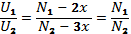 U₁/U₂ = (N₁ − 2x)/(N₂ − 3x) = N₁/N₂